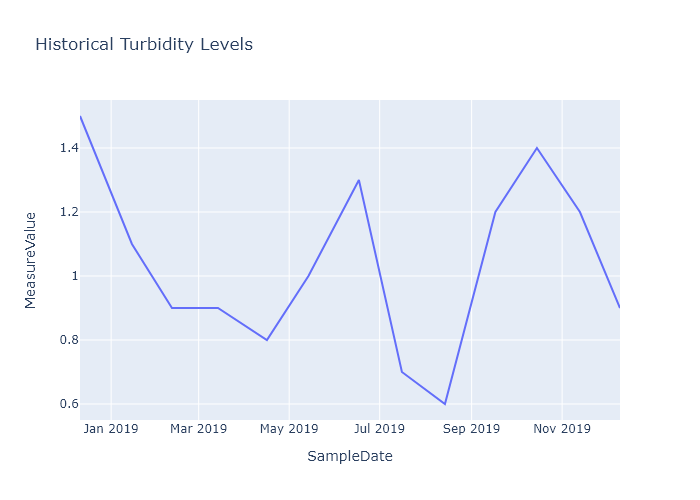 Historical Turbidity Levels
MeasureValue
1.4
1.2
1
0.8
0.6
Jan 2019 Mar 2019 May 2019 Jul 2019 Sep 2019 Nov 2019
SampleDate